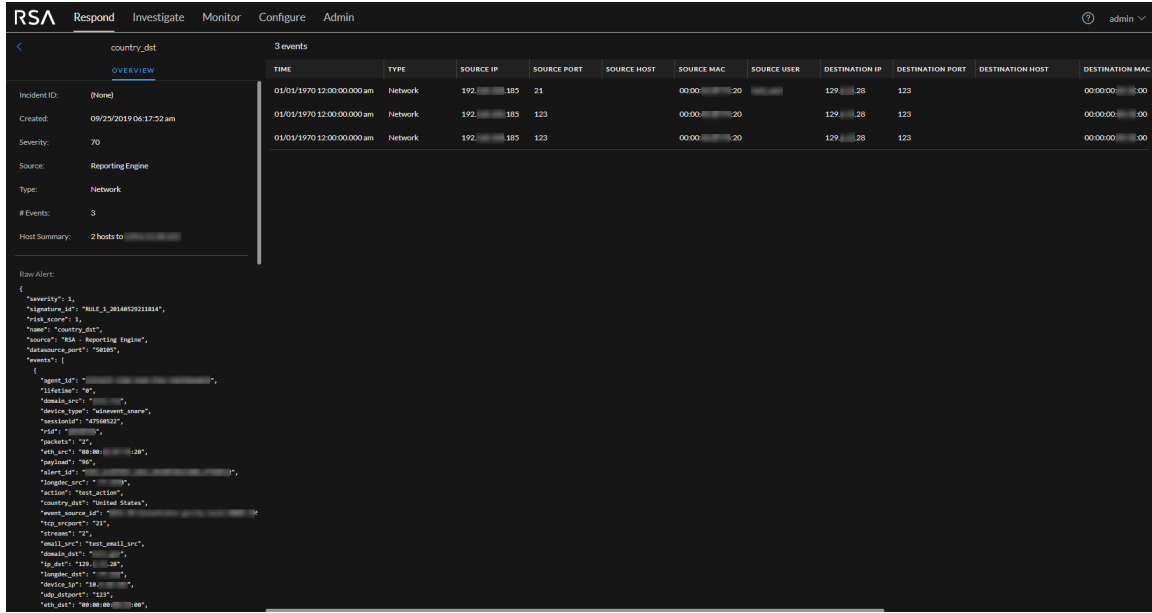 RSA Respond Investigate Monitor Configure Admin admin
country_dst
OVERVIEW
Incident ID: (None)
Created: 09/25/2019 06:17:52 am
Severity: 70
Source: Reporting Engine
Type: Network
# Events: 3
Host Summary: 2 hosts to
Raw Alert:
{
"severity": 1,
"signature_id": "RULE_1_20140529211814",
"risk_score": 1,
"name": "country_dst",
"source": "RSA - Reporting Engine",
"datasource_port": "50105",
"events": [
{
"agent_id": "
"lifetime": "0",
"domain_src": "
"device_type": "winevent_snare",
"sessionid": "47560522",
"rid": "
"packets": "2",
"eth_src": "00:00: :20",
"payload": "96",
"alert_id": "
"longdec_src": "
"action": "test_action",
"country_dst": "United States",
"event_source_id": "
"tcp_srcport": "21",
"streams": "2",
"email_src": "test_email_src",
"domain_dst": "
"ip_dst": "129. .28",
"longdec_dst": "
"device_ip": "10.
"udp_dstport": "123",
"eth_dst": "00:00:00: :00",
3 events
TIME TYPE SOURCE IP SOURCE PORT SOURCE HOST SOURCE MAC SOURCE USER DESTINATION IP DESTINATION PORT DESTINATION HOST DESTINATION MAC
01/01/1970 12:00:00.000 am Network 192. .185 21 00:00: :20 129. .28 123 00:00:00: :00
01/01/1970 12:00:00.000 am Network 192. .185 123 00:00: :20 129. .28 123 00:00:00: :00
01/01/1970 12:00:00.000 am Network 192. .185 123 00:00: :20 129. .28 123 00:00:00: :00